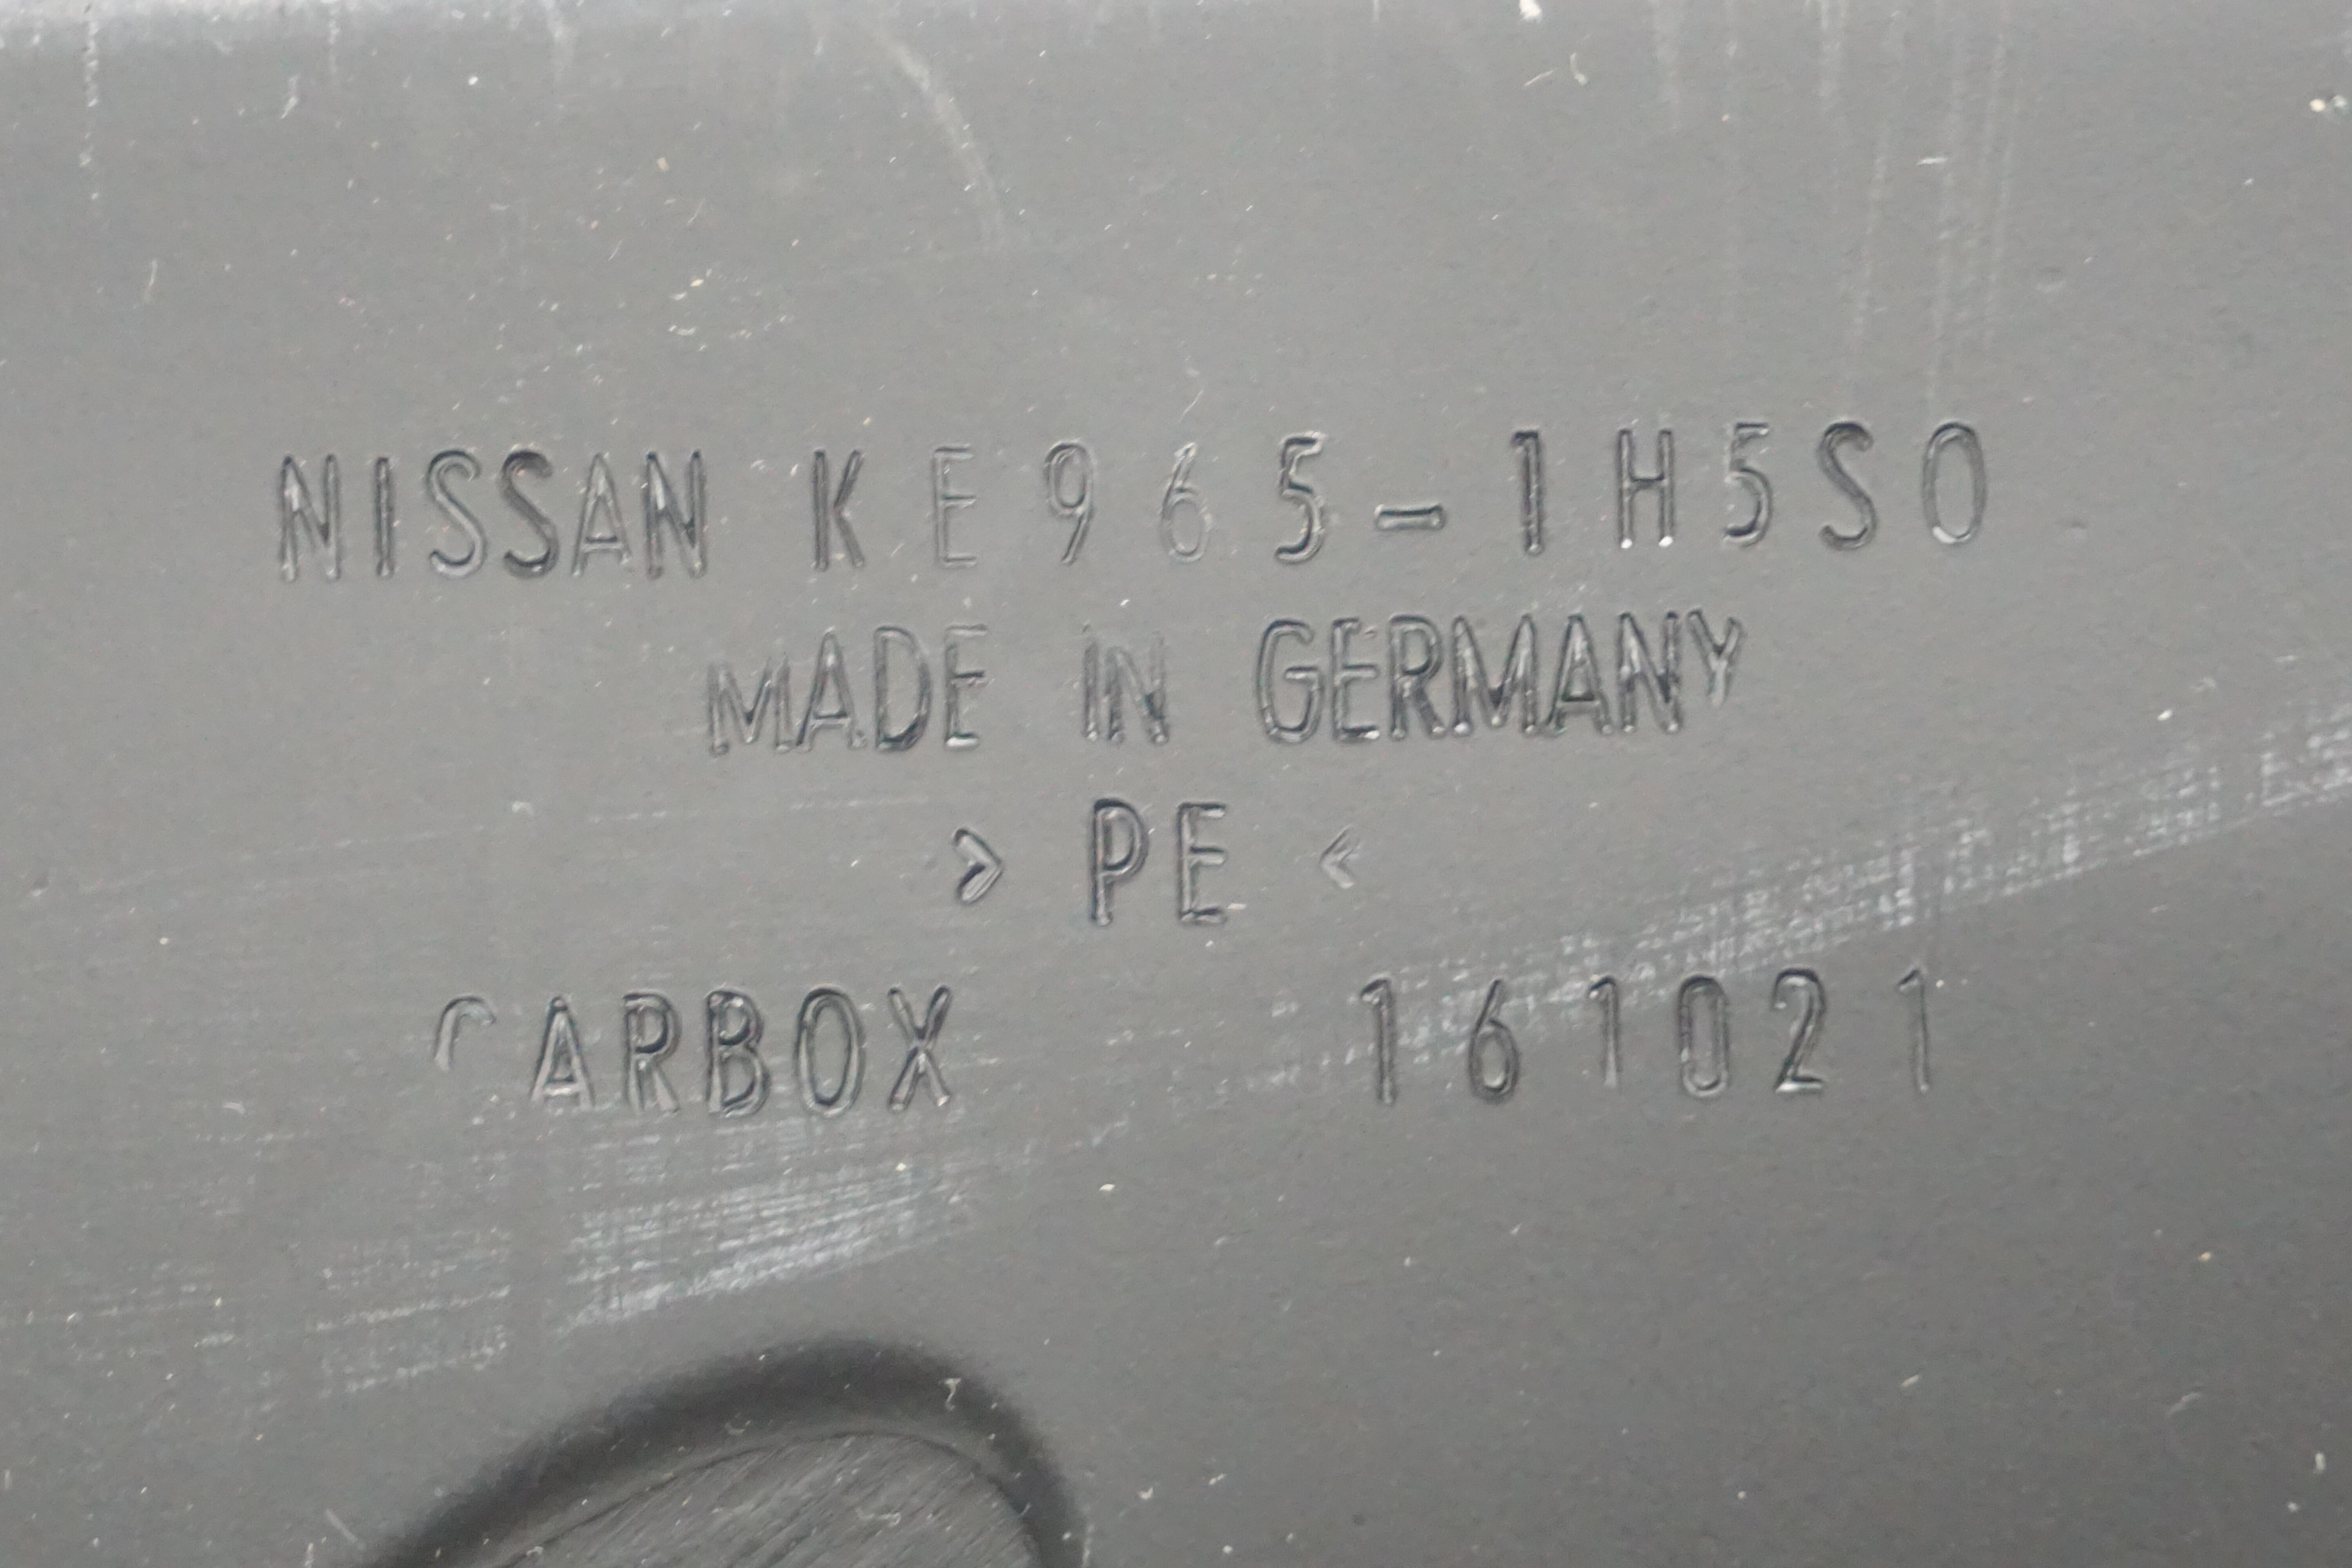 NISSAN KE965-1H5S0
MADE IN GERMANY
> PE <
CARBOX 161021